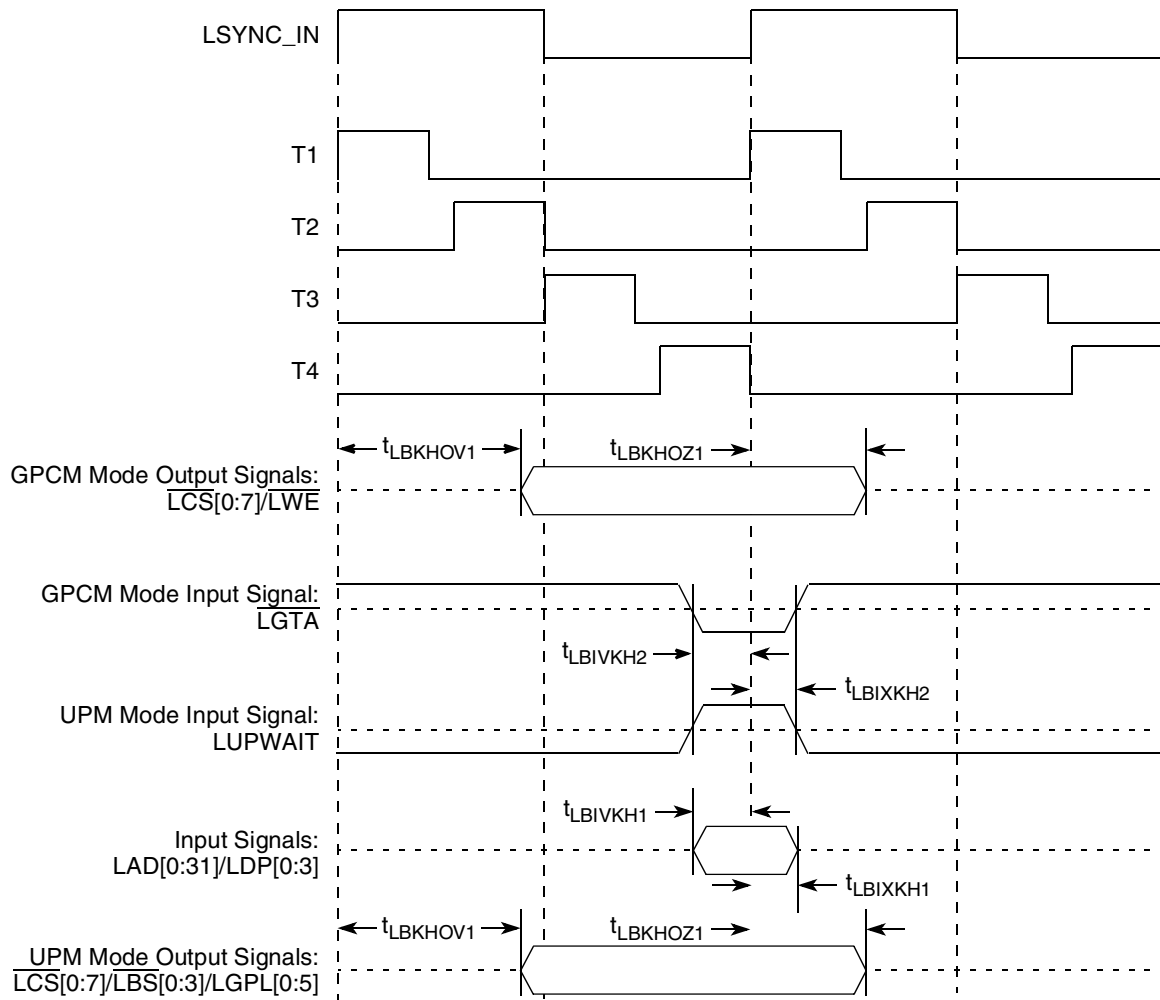 LSYNC_IN
T1
T2
T3
T4
tLBKHOV1
tLBKHOZ1
GPCM Mode Output Signals:
LCS[0:7]/LWE
GPCM Mode Input Signal:
LGTA
tLBIVKH2
tLBIXKH2
UPM Mode Input Signal:
LUPWAIT
tLBIVKH1
Input Signals:
LAD[0:31]/LDP[0:3]
tLBIXKH1
tLBKHOV1
tLBKHOZ1
UPM Mode Output Signals:
LCS[0:7]/LBS[0:3]/LGPL[0:5]